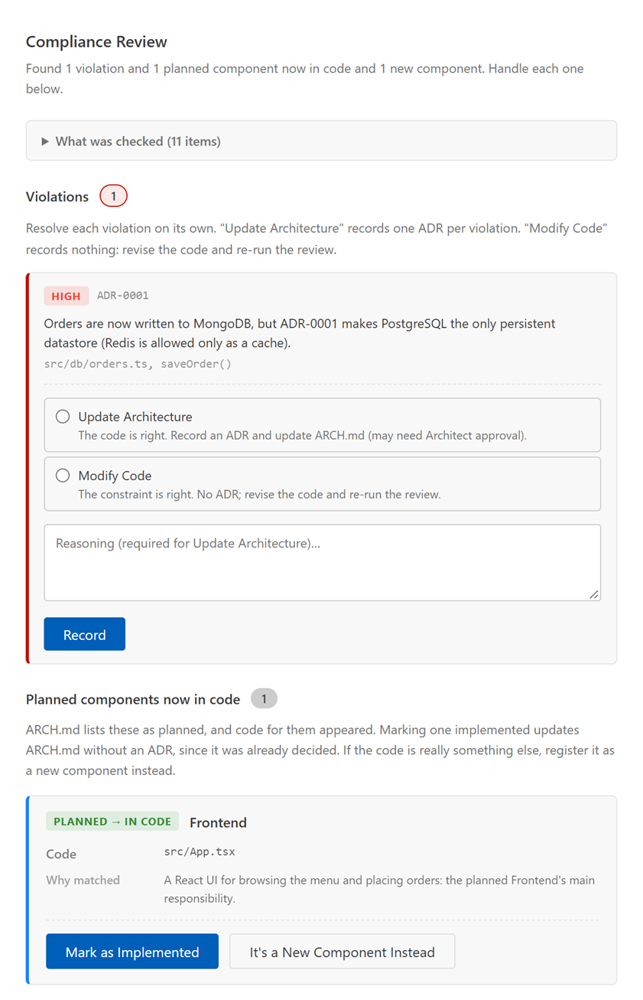 Compliance Review
Found 1 violation and 1 planned component now in code and 1 new component. Handle each one
below.
▶ What was checked (11 items)
Violations 1
Resolve each violation on its own. "Update Architecture" records one ADR per violation. "Modify Code"
records nothing: revise the code and re-run the review.
HIGH ADR-0001
Orders are now written to MongoDB, but ADR-0001 makes PostgreSQL the only persistent
datastore (Redis is allowed only as a cache).
src/db/orders.ts, saveOrder()
Update Architecture
The code is right. Record an ADR and update ARCH.md (may need Architect approval).
Modify Code
The constraint is right. No ADR; revise the code and re-run the review.
Reasoning (required for Update Architecture)...
Record
Planned components now in code 1
ARCH.md lists these as planned, and code for them appeared. Marking one implemented updates
ARCH.md without an ADR, since it was already decided. If the code is really something else, register it as
a new component instead.
PLANNED → IN CODE Frontend
Code src/App.tsx
Why matched A React UI for browsing the menu and placing orders: the planned Frontend's main
responsibility.
Mark as Implemented It's a New Component Instead